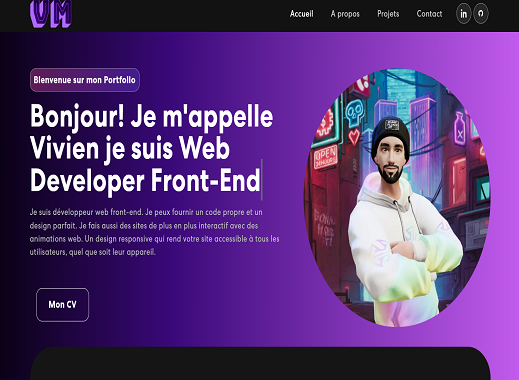 VM
Accueil A propos Projets Contact in
Bienvenue sur mon Portfolio
Bonjour! Je m'appelle
Vivien je suis Web
Developer Front-End
Je suis développeur web front-end. Je peux fournir un code propre et un
design parfait. Je fais aussi des sites de plus en plus interactif avec des
animations web. Un design responsive qui rend votre site accessible à tous les
utilisateurs, quel que soit leur appareil.
OPEN
Mon CV